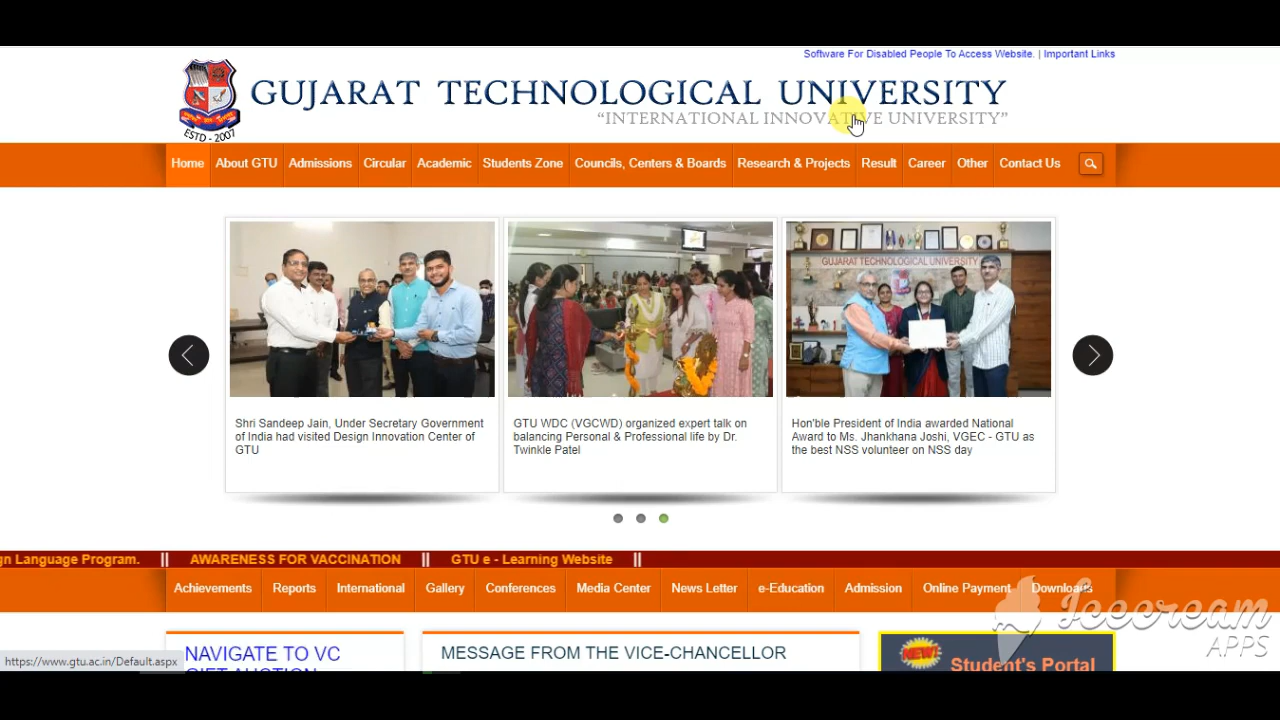 Software For Disabled People To Access Website. | Important Links
GUJARAT TECHNOLOGICAL UNIVERSITY
“INTERNATIONAL INNOVATIVE UNIVERSITY”
ESTD - 2007
Home About GTU Admissions Circular Academic Students Zone Councils, Centers & Boards Research & Projects Result Career Other Contact Us
GUJARAT TECHNOLOGICAL UNIVERSITY
Shri Sandeep Jain, Under Secretary Government
of India had visited Design Innovation Center of
GTU
GTU WDC (VGCWD) organized expert talk on
balancing Personal & Professional life by Dr.
Twinkle Patel
Hon'ble President of India awarded National
Award to Ms. Jhankhana Joshi, VGEC - GTU as
the best NSS volunteer on NSS day
gn Language Program. || AWARENESS FOR VACCINATION || GTU e - Learning Website ||
Achievements Reports International Gallery Conferences Media Center News Letter e-Education Admission Online Payment Downloads
Icecream
APPS
NAVIGATE TO VC
GIFT AUCTION
MESSAGE FROM THE VICE-CHANCELLOR
NEW!
Student's Portal
https://www.gtu.ac.in/Default.aspx